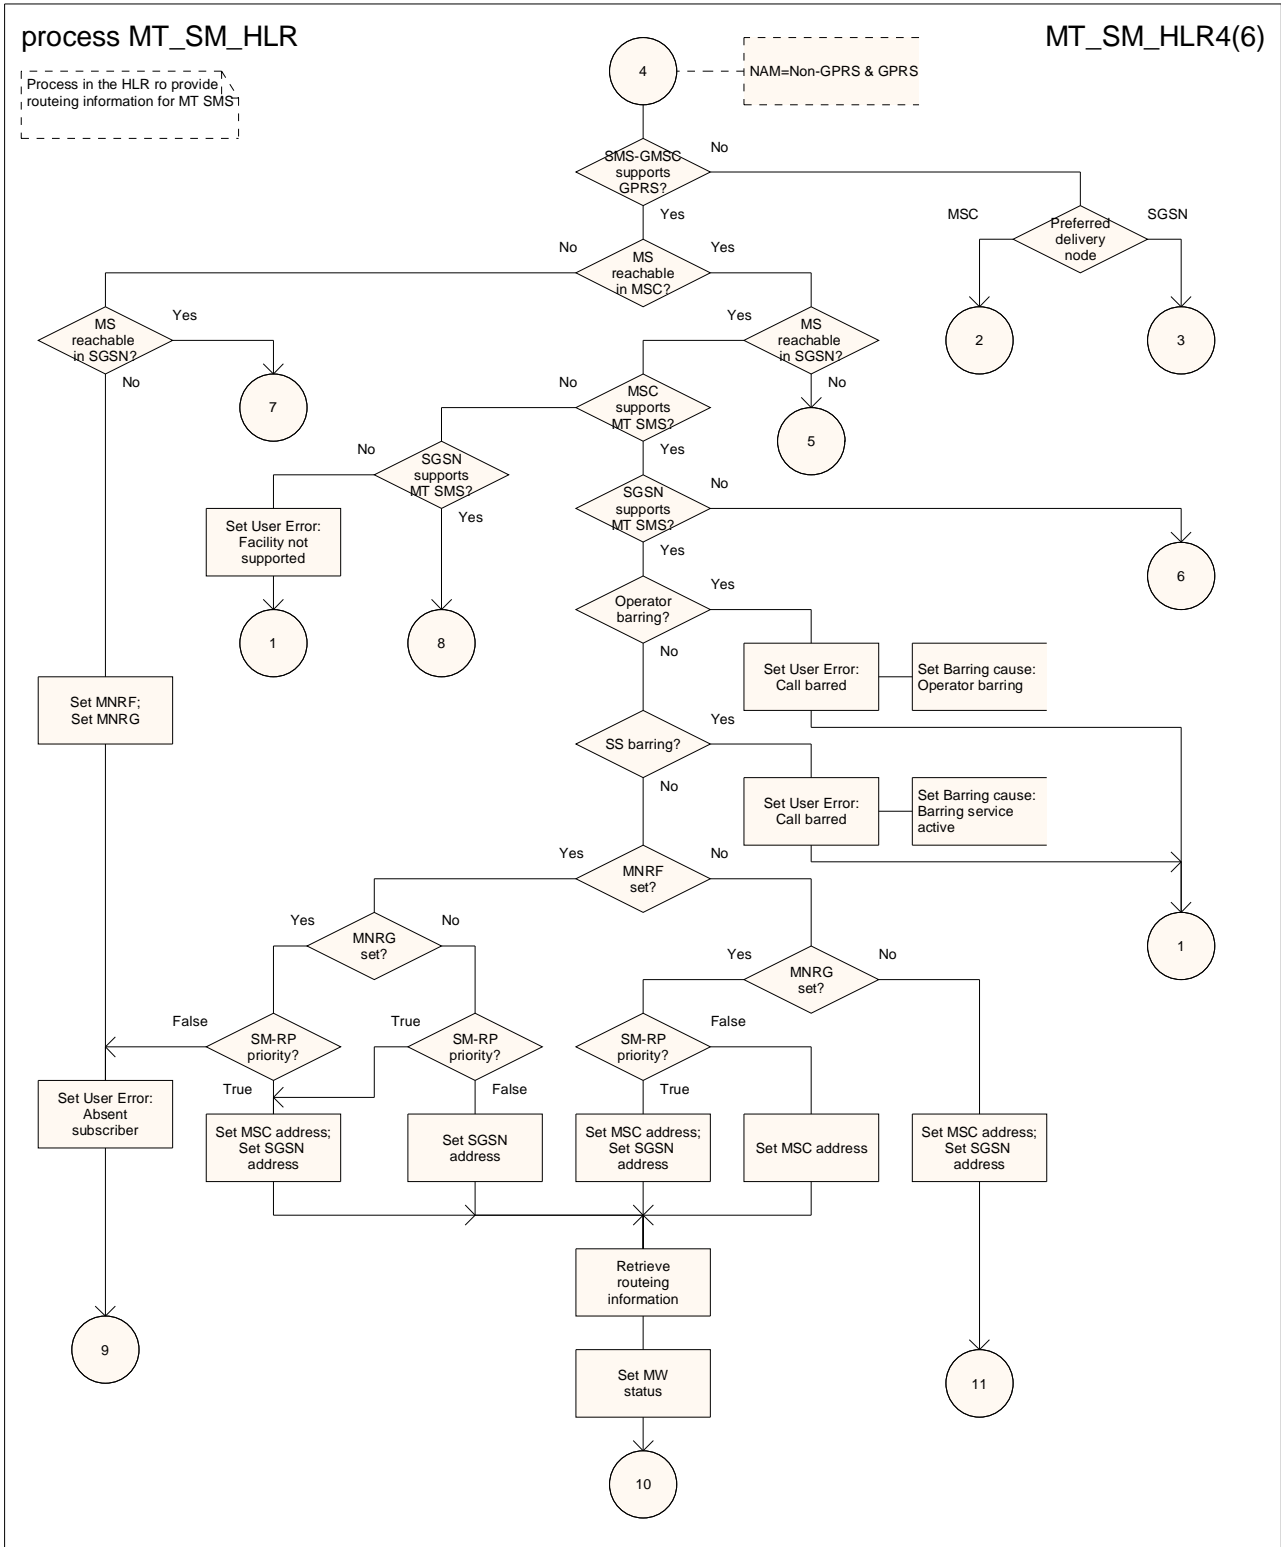 process MT_SM_HLR
MT_SM_HLR4(6)
Process in the HLR ro provide
routeing information for MT SMS
4
NAM=Non-GPRS & GPRS
SMS-GMSC
supports
GPRS?
No
Yes
MSC
Preferred
delivery
node
SGSN
No
MS
reachable
in MSC?
Yes
2
3
MS
reachable
in SGSN?
Yes
No
7
Yes
MS
reachable
in SGSN?
No
5
No
MSC
supports
MT SMS?
Yes
No
SGSN
supports
MT SMS?
Yes
SGSN
supports
MT SMS?
No
Yes
6
Set User Error:
Facility not
supported
1
8
Operator
barring?
Yes
No
Set User Error:
Call barred
Set Barring cause:
Operator barring
Set MNRF;
Set MNRG
SS barring?
Yes
No
Set User Error:
Call barred
Set Barring cause:
Barring service
active
Yes
MNRF
set?
No
1
Yes
MNRG
set?
No
Yes
MNRG
set?
No
False
SM-RP
priority?
True
True
SM-RP
priority?
False
SM-RP
priority?
False
True
Set User Error:
Absent
subscriber
Set MSC address;
Set SGSN
address
Set SGSN
address
Set MSC address;
Set SGSN
address
Set MSC address
Set MSC address;
Set SGSN
address
Retrieve
routeing
information
9
Set MW
status
11
10